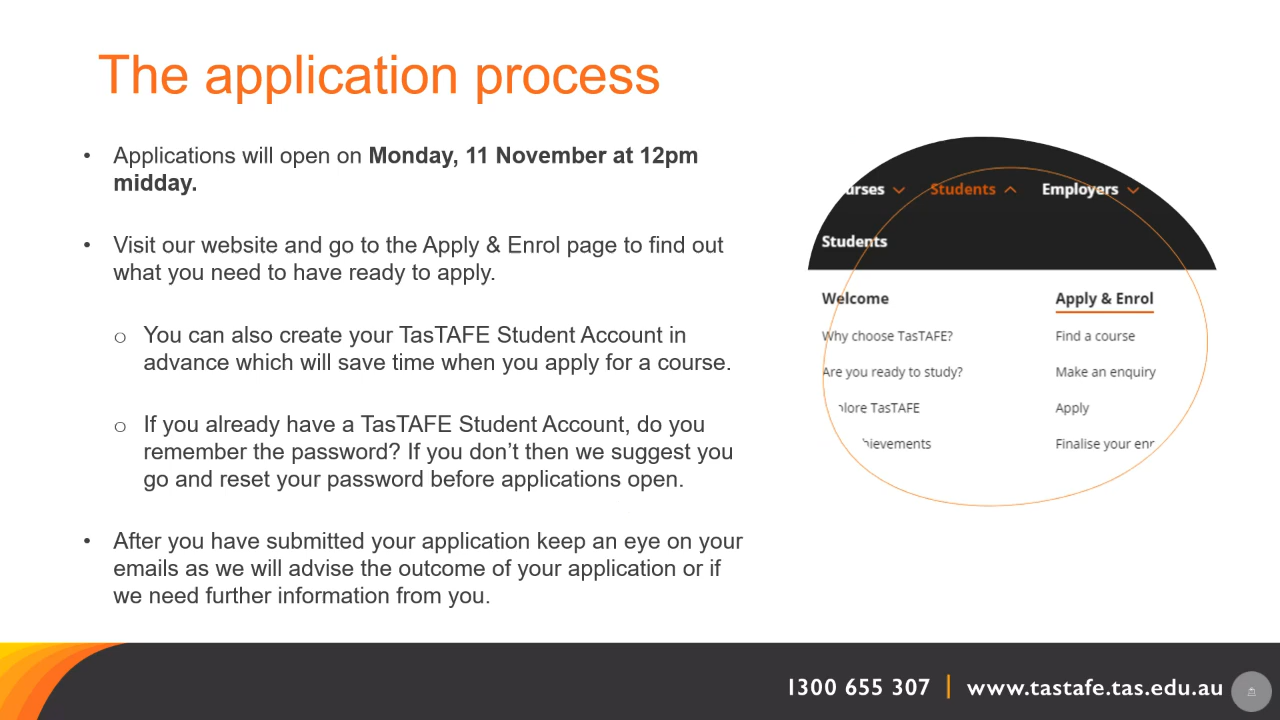 The application process
• Applications will open on Monday, 11 November at 12pm
midday.
• Visit our website and go to the Apply & Enrol page to find out
what you need to have ready to apply.
o You can also create your TasTAFE Student Account in
advance which will save time when you apply for a course.
o If you already have a TasTAFE Student Account, do you
remember the password? If you don’t then we suggest you
go and reset your password before applications open.
• After you have submitted your application keep an eye on your
emails as we will advise the outcome of your application or if
we need further information from you.
Students Employers
Students
Welcome Apply & Enrol
Why choose TasTAFE? Find a course
Are you ready to study? Make an enquiry
TasTAFE Apply
Finalise your
1300 655 307 | www.tastafe.tas.edu.au